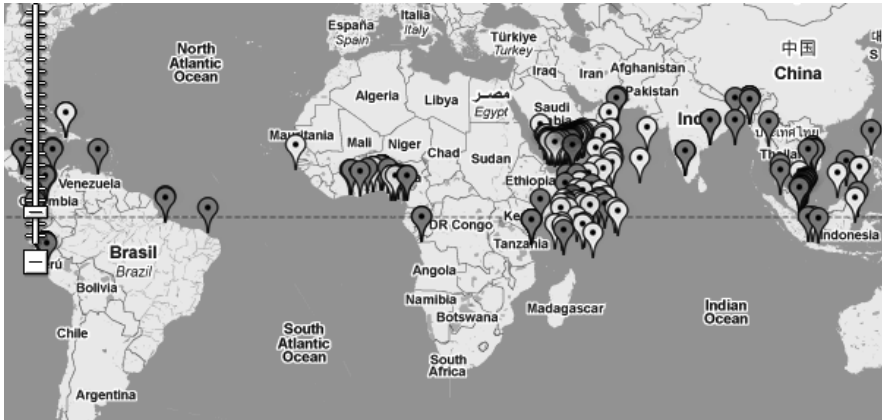 España
Spain
Italia
Italy
Türkiye
Turkey
North
Atlantic
Ocean
Iraq
Iran
Afghanistan
Pakistan
中国
China
Algeria
Libya
مصر
Egypt
Saudi
Mauritania
Mali
Niger
Chad
Sudan
Ethiopia
Venezuela
DR Congo
Tanzania
Indonesia
Brasil
Brazil
Bolivia
Angola
Namibia
Botswana
Madagascar
Indian
Ocean
Chile
South
Atlantic
Ocean
South
Africa
Argentina